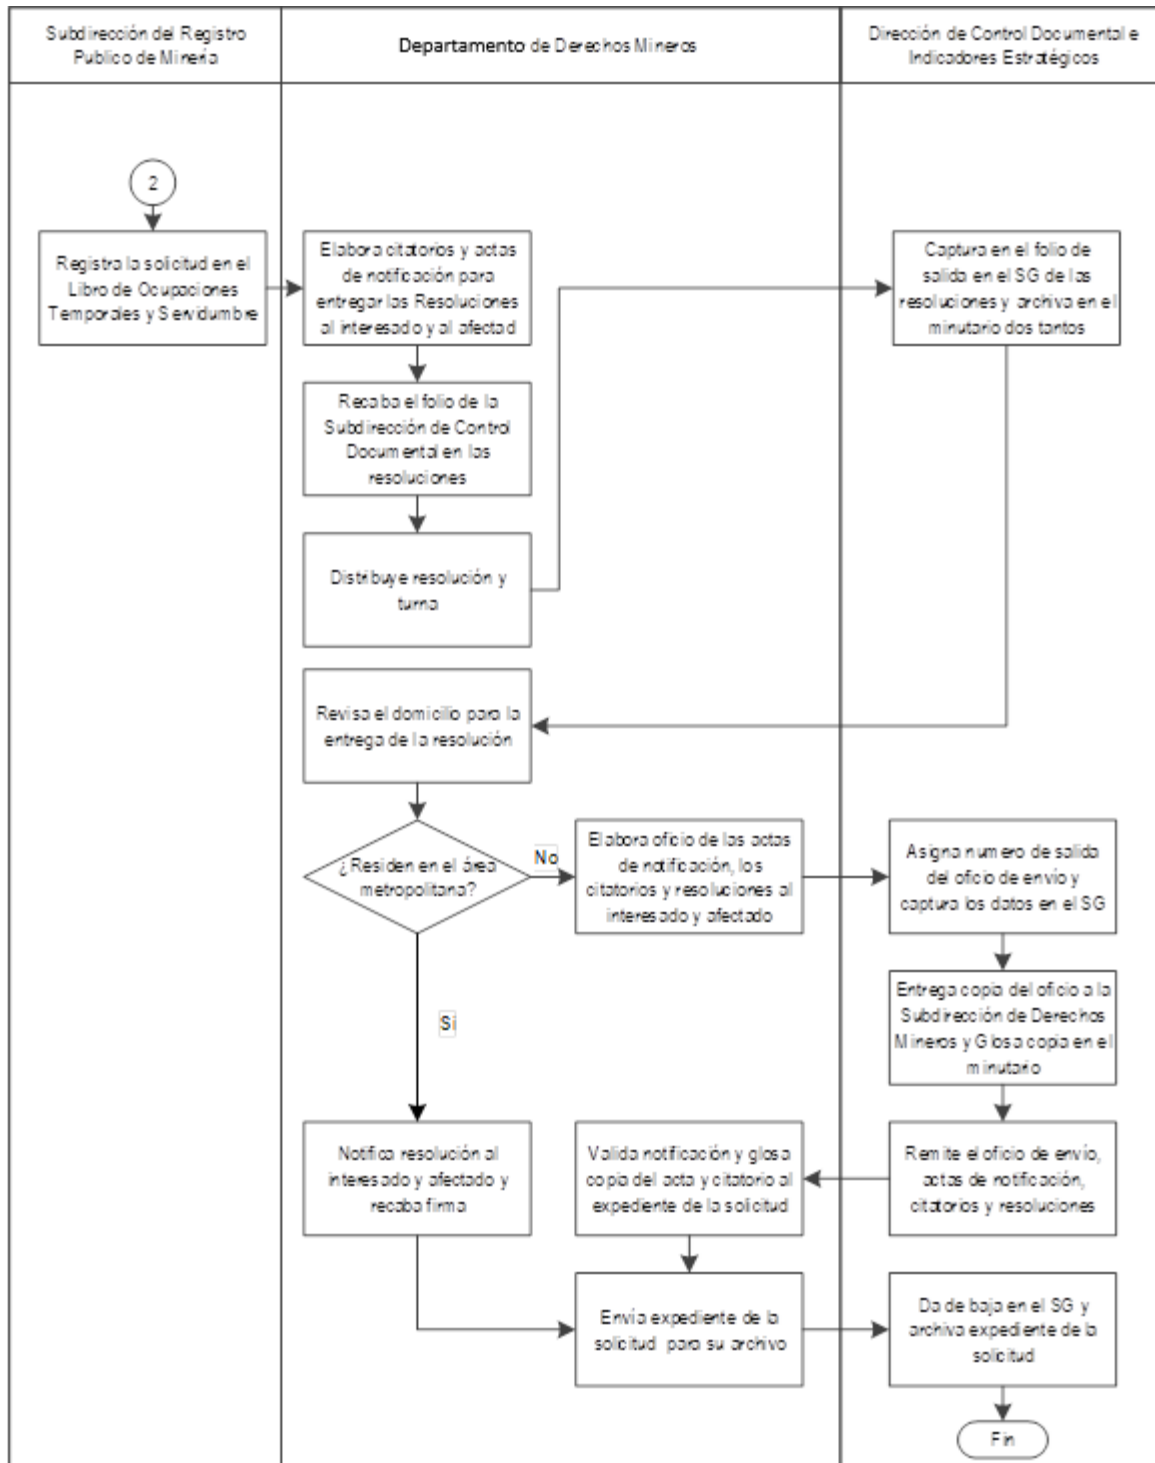 Subdirección del Registro
Publico de Minería
Departamento de Derechos Mineros
Dirección de Control Documental e
Indicadores Estratégicos
2
Registra la solicitud en el
Libro de Ocupaciones
Temporales y Servidumbre
Elabora citatorios y actas
de notificación para
entregar las Resoluciones
al interesado y al afectad
Captura en el folio de
salida en el SG de las
resoluciones y archiva en el
minutario dos tantos
Recaba el folio de la
Subdirección de Control
Documental en las
resoluciones
Distribuye resolución y
turna
Revisa el domicilio para la
entrega de la resolución
¿Residen en el área
metropolitana?
No
Elabora oficio de las actas
de notificación, los
citatorios y resoluciones al
interesado y afectado
Asigna numero de salida
del oficio de envío y
captura los datos en el SG
Entrega copia del oficio a la
Subdirección de Derechos
Mineros y Glosa copia en el
minutario
Si
Notifica resolución al
interesado y afectado y
recaba firma
Valida notificación y glosa
copia del acta y citatorio al
expediente de la solicitud
Remite el oficio de envío,
actas de notificación,
citatorios y resoluciones
Envía expediente de la
solicitud para su archivo
Da de baja en el SG y
archiva expediente de la
solicitud
Fin